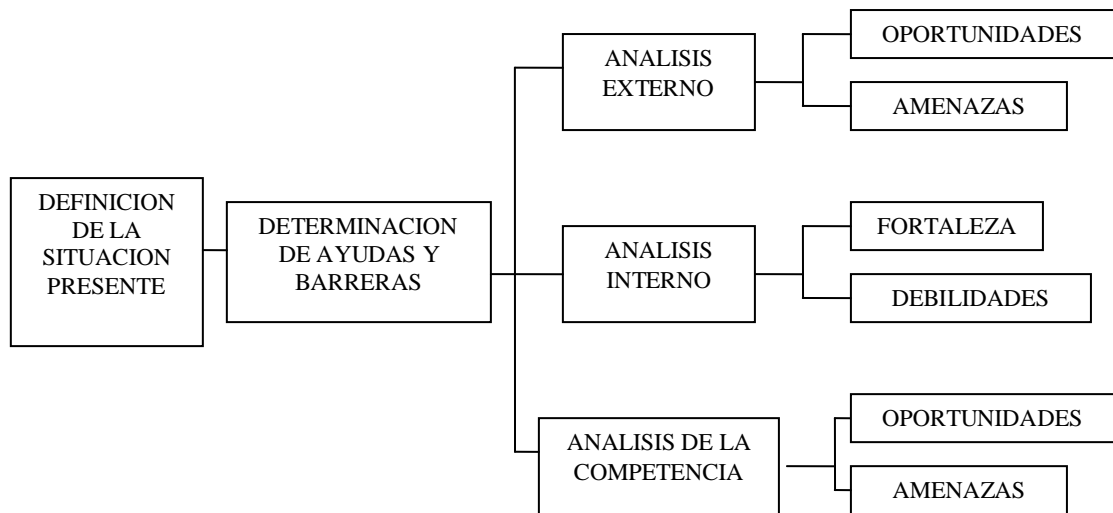 DEFINICION
DE LA
SITUACION
PRESENTE
DETERMINACION
DE AYUDAS Y
BARRERAS
ANALISIS
EXTERNO
OPORTUNIDADES
AMENAZAS
ANALISIS
INTERNO
FORTALEZA
DEBILIDADES
ANALISIS DE LA
COMPETENCIA
OPORTUNIDADES
AMENAZAS